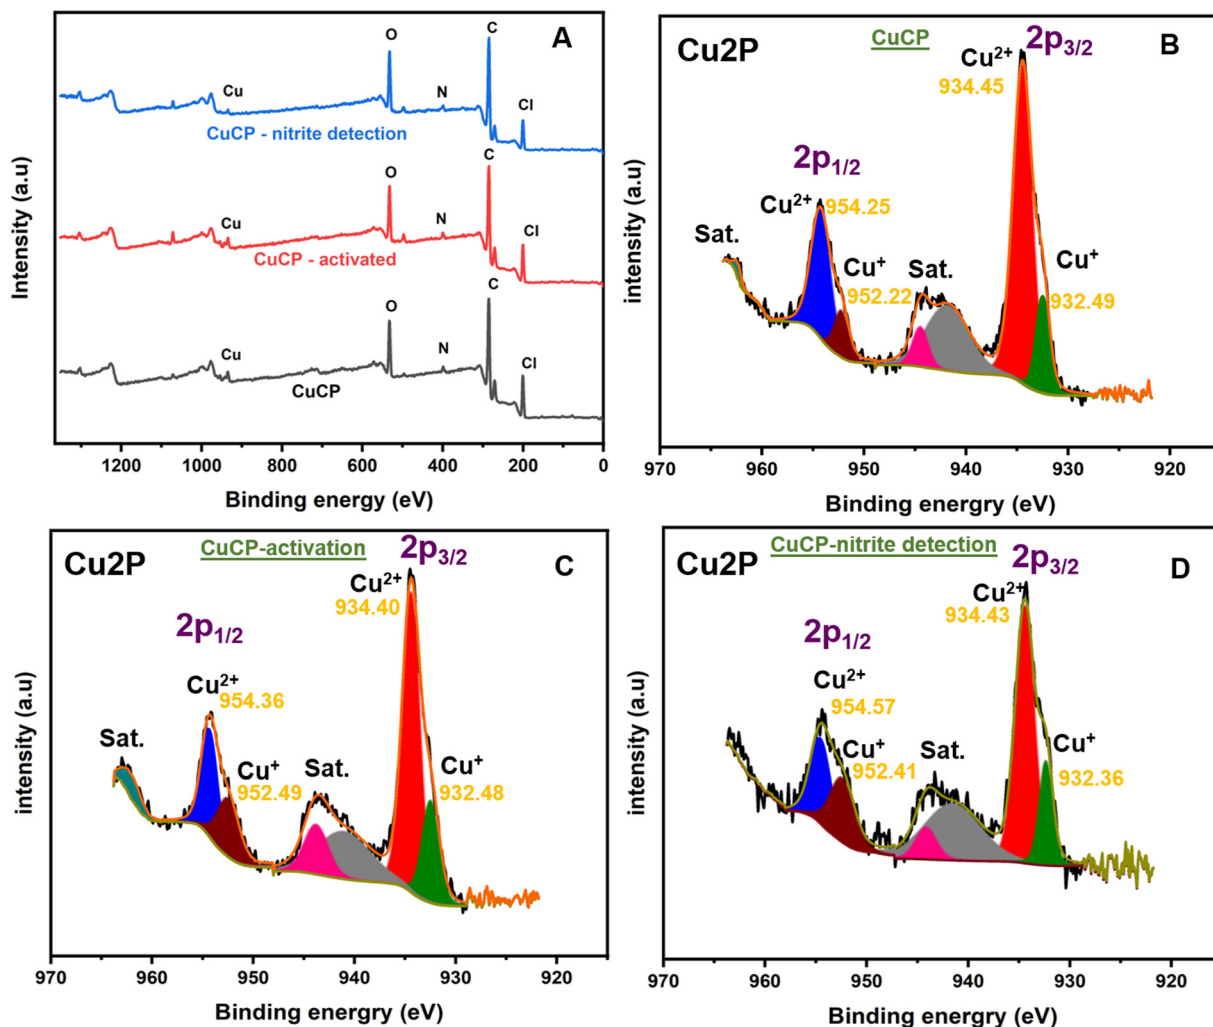 A
O
C
Cu
N
Cl
CuCP - nitrite detection
O
C
Cu
N
Cl
CuCP - activated
O
C
Cu
N
Cl
CuCP
Intensity (a.u)
1200 1000 800 600 400 200 0
Binding energy (eV)
Cu2P
CuCP
2p3/2
B
Cu2+
934.45
2p1/2
Cu2+ 954.25
Sat.
Cu+
952.22
Sat.
Cu+
932.49
intensity (a.u)
970 960 950 940 930 920
Binding energry (eV)
Cu2P
CuCP-activation
2p3/2
C
Cu2+
934.40
2p1/2
Cu2+
954.36
Sat.
Cu+
952.49
Sat.
Cu+
932.48
intensity (a.u)
970 960 950 940 930
Binding energry (eV)
Cu2P
CuCP-nitrite detection
2p3/2
D
Cu2+
934.43
2p1/2
Cu2+
954.57
Cu+
952.41
Sat.
Cu+
932.36
intensity (a.u)
970 960 950 940 930 920
Binding energry (eV)